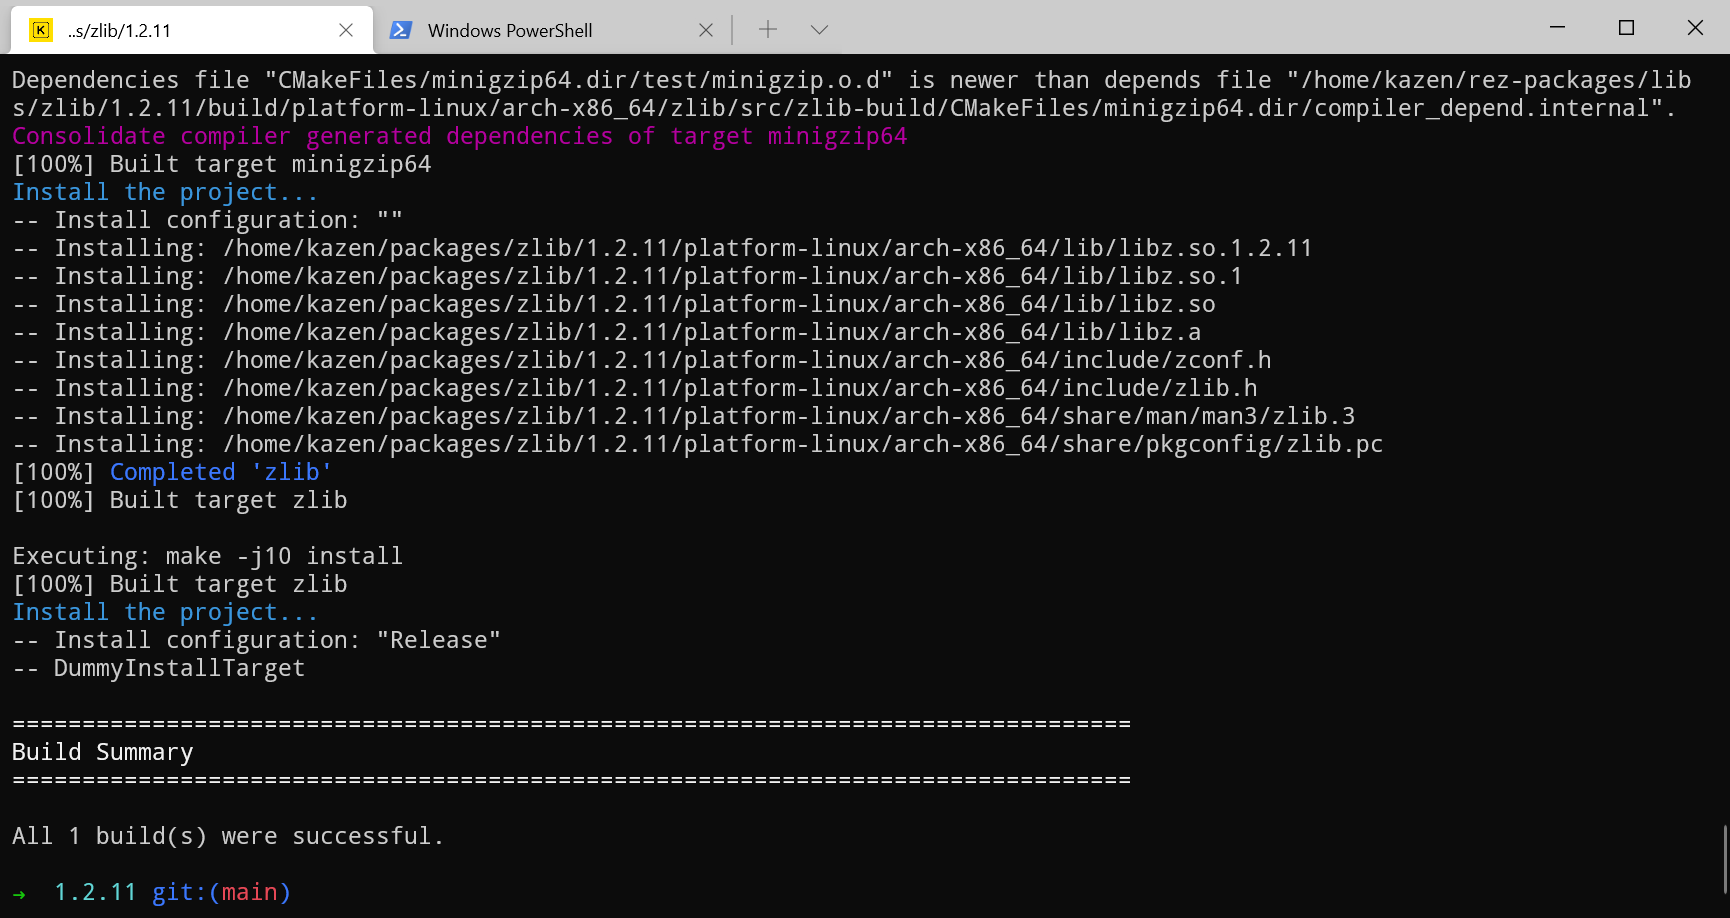 K ..s/zlib/1.2.11 Windows PowerShell
Dependencies file "CMakeFiles/minigzip64.dir/test/minigzip.o.d" is newer than depends file "/home/kazen/rez-packages/lib
s/zlib/1.2.11/build/platform-linux/arch-x86_64/zlib/src/zlib-build/CMakeFiles/minigzip64.dir/compiler_depend.internal".
Consolidate compiler generated dependencies of target minigzip64
[100%] Built target minigzip64
Install the project...
-- Install configuration: ""
-- Installing: /home/kazen/packages/zlib/1.2.11/platform-linux/arch-x86_64/lib/libz.so.1.2.11
-- Installing: /home/kazen/packages/zlib/1.2.11/platform-linux/arch-x86_64/lib/libz.so.1
-- Installing: /home/kazen/packages/zlib/1.2.11/platform-linux/arch-x86_64/lib/libz.so
-- Installing: /home/kazen/packages/zlib/1.2.11/platform-linux/arch-x86_64/lib/libz.a
-- Installing: /home/kazen/packages/zlib/1.2.11/platform-linux/arch-x86_64/include/zconf.h
-- Installing: /home/kazen/packages/zlib/1.2.11/platform-linux/arch-x86_64/include/zlib.h
-- Installing: /home/kazen/packages/zlib/1.2.11/platform-linux/arch-x86_64/share/man/man3/zlib.3
-- Installing: /home/kazen/packages/zlib/1.2.11/platform-linux/arch-x86_64/share/pkgconfig/zlib.pc
[100%] Completed 'zlib'
[100%] Built target zlib
Executing: make -j10 install
[100%] Built target zlib
Install the project...
-- Install configuration: "Release"
-- DummyInstallTarget
================================================================================
Build Summary
================================================================================
All 1 build(s) were successful.
→ 1.2.11 git:(main)